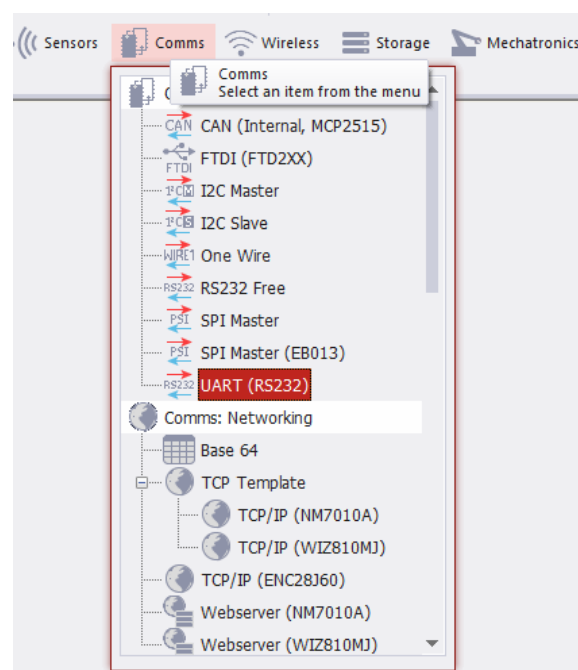 Sensors Comms Wireless Storage Mechatronics
Comms
Select an item from the menu
CAN CAN (Internal, MCP2515)
FTDI FTDI (FTD2XX)
I²C M I2C Master
I²C S I2C Slave
WIRE1 One Wire
RS232 RS232 Free
PSI SPI Master
PSI SPI Master (EB013)
RS232 UART (RS232)
Comms: Networking
Base 64
TCP Template
TCP/IP (NM7010A)
TCP/IP (WIZ810MJ)
TCP/IP (ENC28J60)
Webserver (NM7010A)
Webserver (WIZ810MJ)